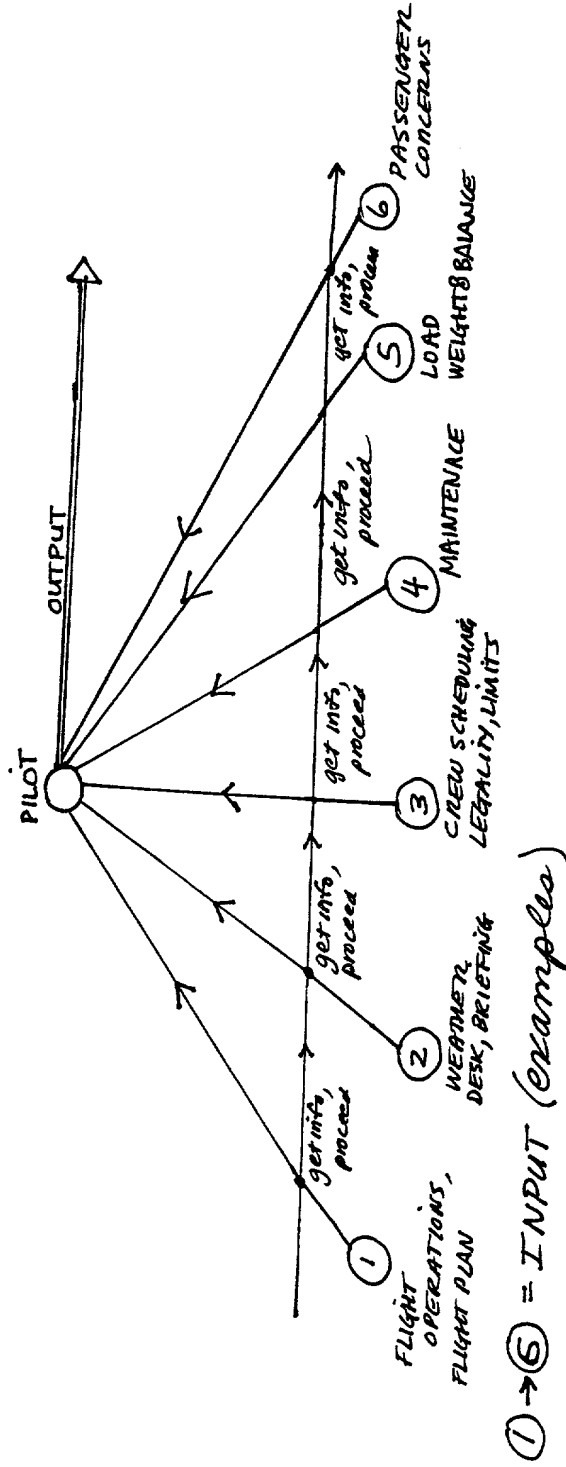 PILOT
OUTPUT
get info,
proceed
get info,
proceed
get info,
proceed
get info,
proceed
get info,
proceed
1
FLIGHT
OPERATIONS,
FLIGHT PLAN
2
WEATHER
DESK, BRIEFING
3
CREW SCHEDULING
LEGALITY, LIMITS
4
MAINTENACE
5
LOAD
WEIGHT&BALANCE
6
PASSENGER
CONCERNS
1→6 = INPUT (examples)